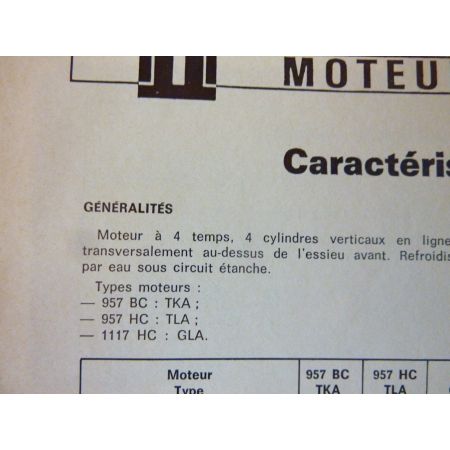 MOTEU
Caractéris
GÉNÉRALITÉS
Moteur à 4 temps, 4 cylindres verticaux en ligne
transversalement au-dessus de l'essieu avant. Refroidis
par eau sous circuit étanche.
Types moteurs :
— 957 BC : TKA ;
— 957 HC : TLA ;
— 1117 HC : GLA.
Moteur 957 BC 957 HC
Type TKA TLA